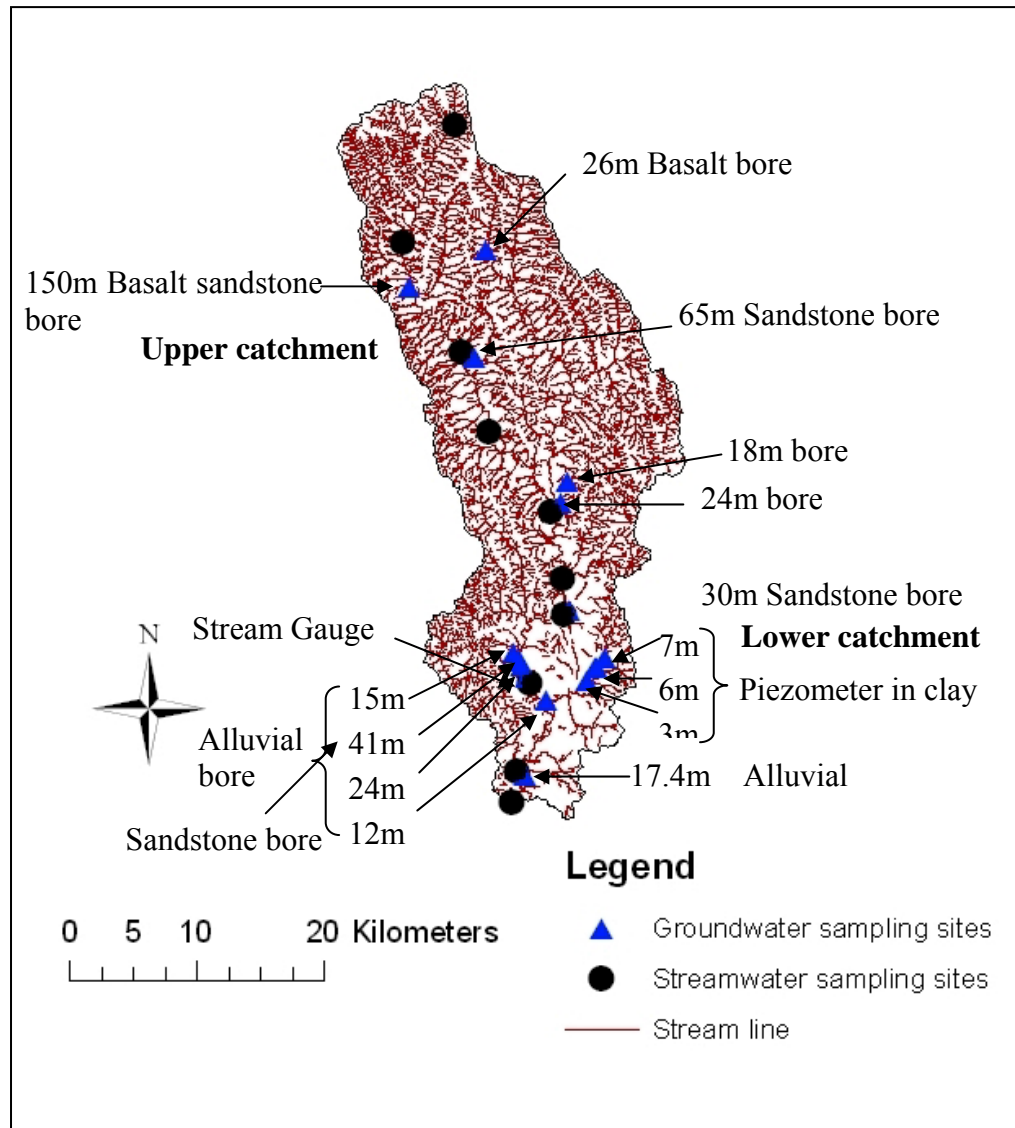 26m Basalt bore
150m Basalt sandstone
bore
65m Sandstone bore
Upper catchment
18m bore
24m bore
30m Sandstone bore
Lower catchment
Stream Gauge
N
7m
6m
3m
Piezometer in clay
15m
41m
24m
12m
Alluvial
bore
Sandstone bore
17.4m Alluvial
Legend
0 5 10 20 Kilometers
Groundwater sampling sites
Streamwater sampling sites
Stream line